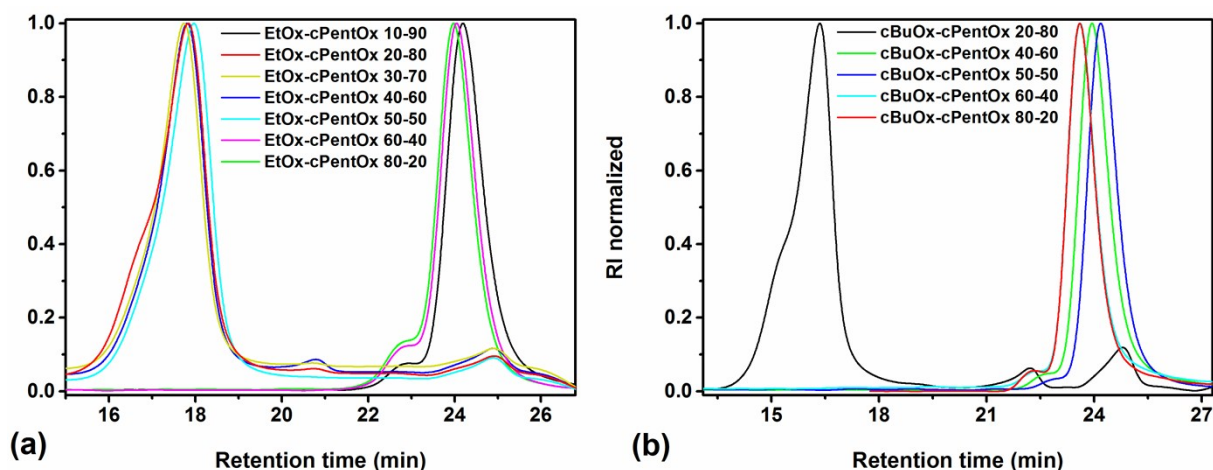 1.0
0.8
0.6
0.4
0.2
0.0
EtOx-cPentOx 10-90
EtOx-cPentOx 20-80
EtOx-cPentOx 30-70
EtOx-cPentOx 40-60
EtOx-cPentOx 50-50
EtOx-cPentOx 60-40
EtOx-cPentOx 80-20
16 18 20 22 24 26
Retention time (min)
(a)
RI normalized
1.0
0.8
0.6
0.4
0.2
0.0
cBuOx-cPentOx 20-80
cBuOx-cPentOx 40-60
cBuOx-cPentOx 50-50
cBuOx-cPentOx 60-40
cBuOx-cPentOx 80-20
15 18 21 24 27
Retention time (min)
(b)